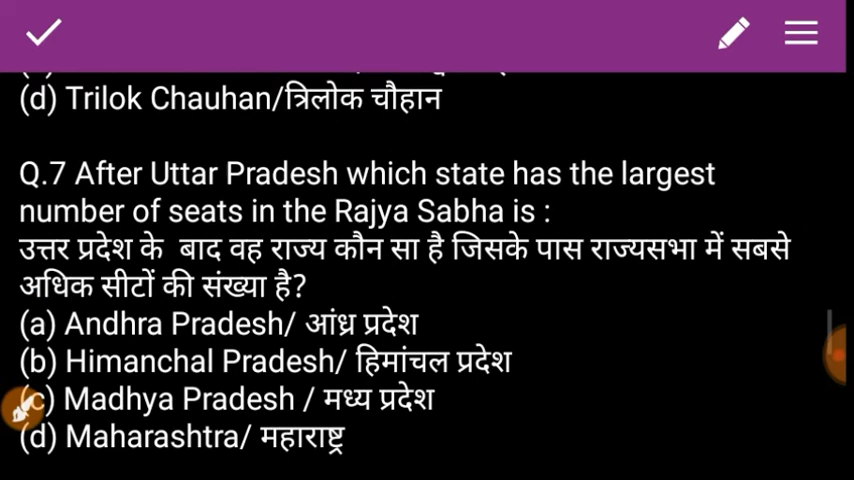 (d) Trilok Chauhan/त्रिलोक चौहान
Q.7 After Uttar Pradesh which state has the largest
number of seats in the Rajya Sabha is :
उत्तर प्रदेश के बाद वह राज्य कौन सा है जिसके पास राज्यसभा में सबसे
अधिक सीटों की संख्या है?
(a) Andhra Pradesh/ आंध्र प्रदेश
(b) Himanchal Pradesh/ हिमांचल प्रदेश
(c) Madhya Pradesh / मध्य प्रदेश
(d) Maharashtra/ महाराष्ट्र